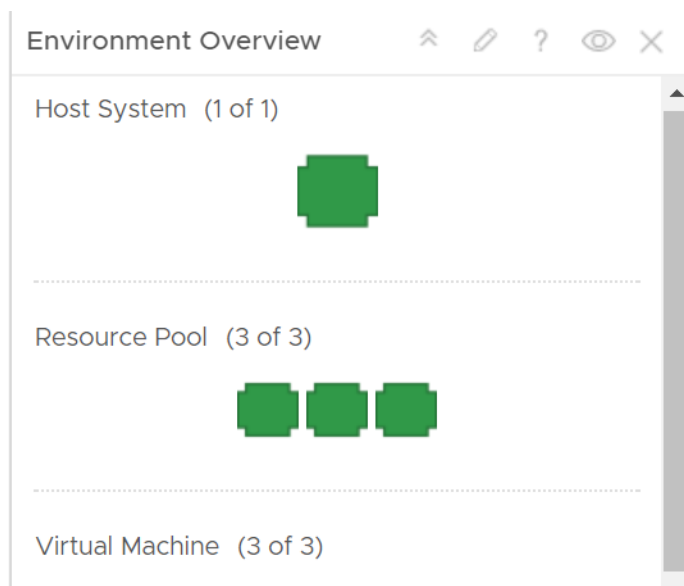 Environment Overview ?
Host System (1 of 1)
Resource Pool (3 of 3)
Virtual Machine (3 of 3)